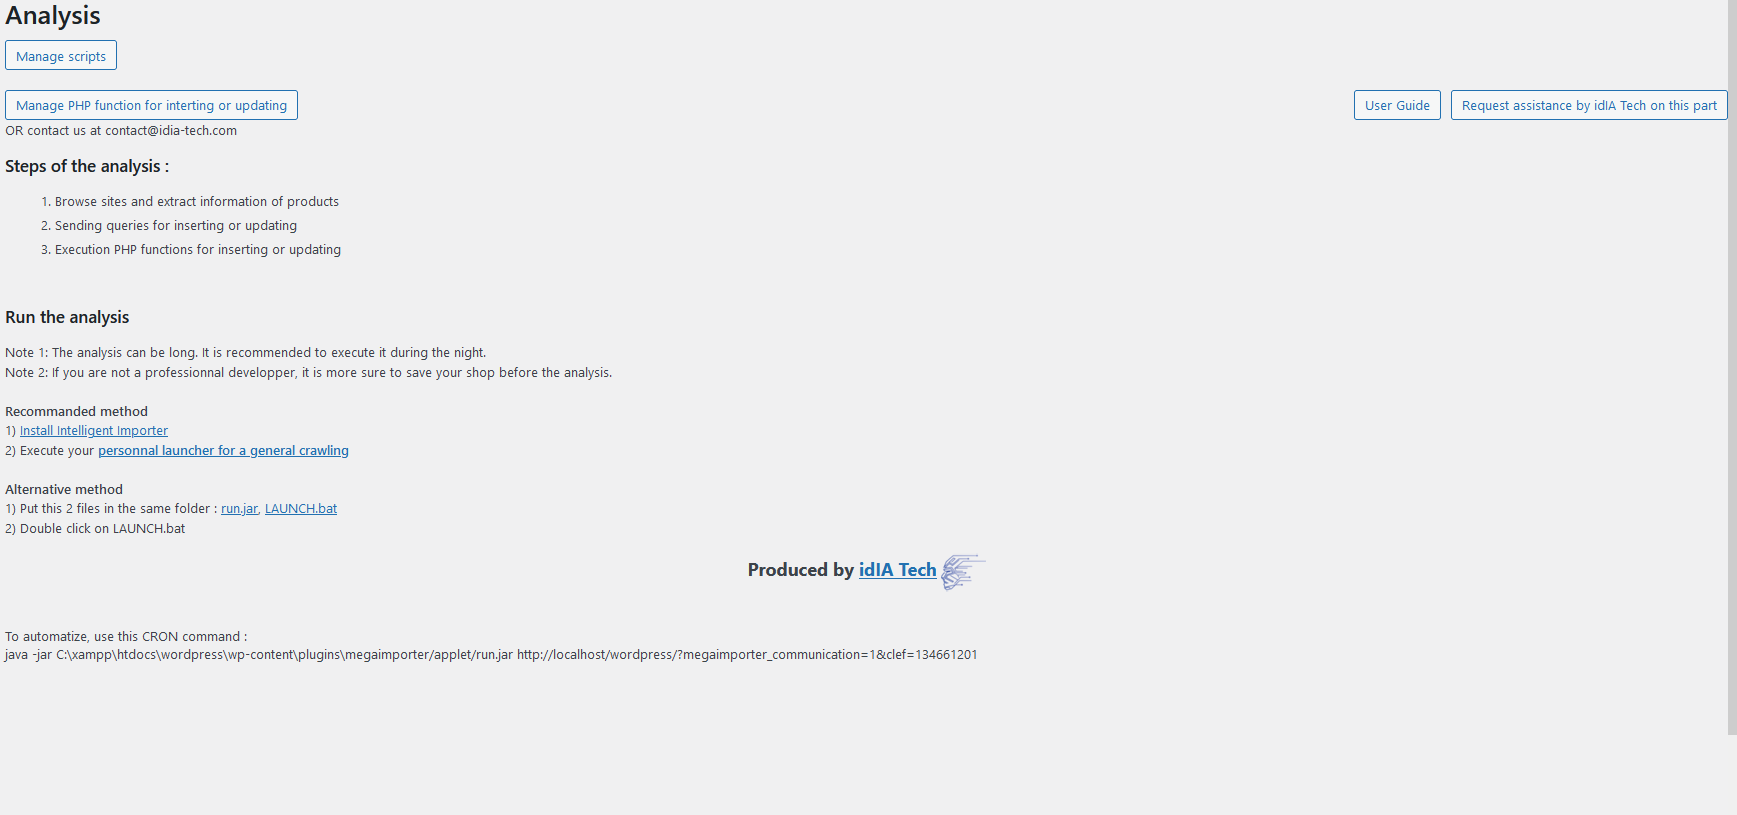 Analysis
Manage scripts
Manage PHP function for interting or updating
User Guide
Request assistance by idIA Tech on this part
OR contact us at contact@idia-tech.com
Steps of the analysis :
1. Browse sites and extract information of products
2. Sending queries for inserting or updating
3. Execution PHP functions for inserting or updating
Run the analysis
Note 1: The analysis can be long. It is recommended to execute it during the night.
Note 2: If you are not a professionnal developper, it is more sure to save your shop before the analysis.
Recommanded method
1) Install Intelligent Importer
2) Execute your personnal launcher for a general crawling
Alternative method
1) Put this 2 files in the same folder : run.jar, LAUNCH.bat
2) Double click on LAUNCH.bat
Produced by idIA Tech
To automatize, use this CRON command :
java -jar C:\xampp\htdocs\wordpress\wp-content\plugins\megaimporter/applet/run.jar http://localhost/wordpress/?megaimporter_communication=1&clef=134661201